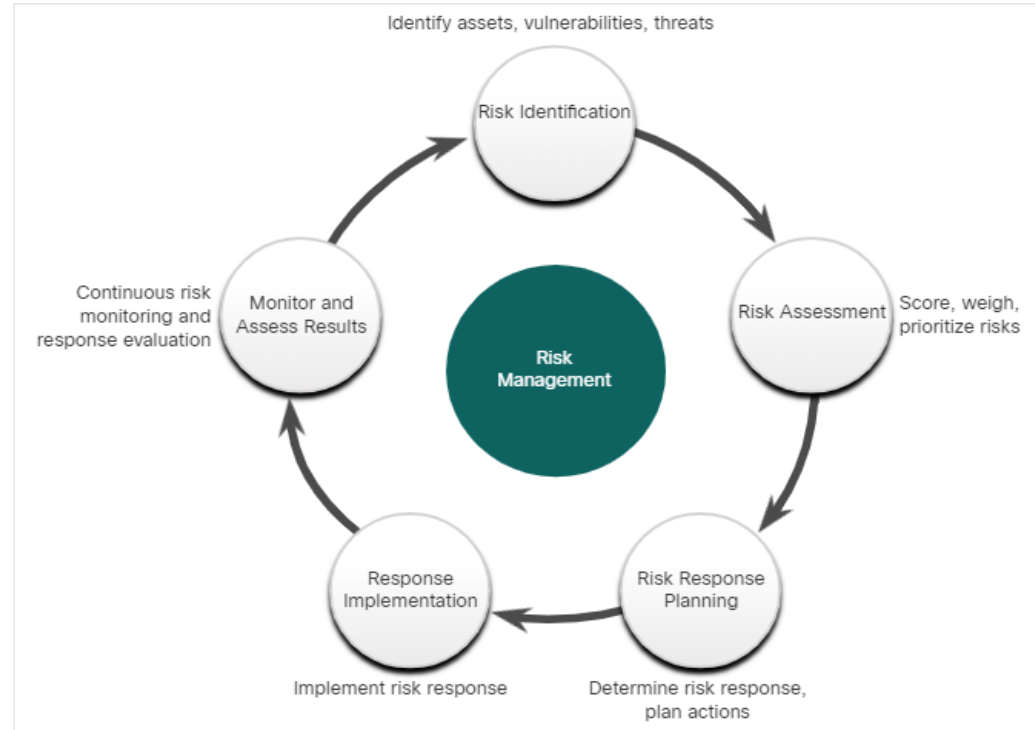 Identify assets, vulnerabilities, threats
Risk Identification
Risk Assessment
Score, weigh,
prioritize risks
Risk Response
Planning
Determine risk response,
plan actions
Response
Implementation
Implement risk response
Monitor and
Assess Results
Continuous risk
monitoring and
response evaluation
Risk
Management